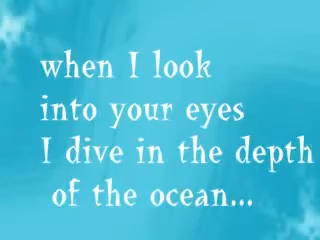 when I look
into your eyes
I dive in the depth
of the ocean...